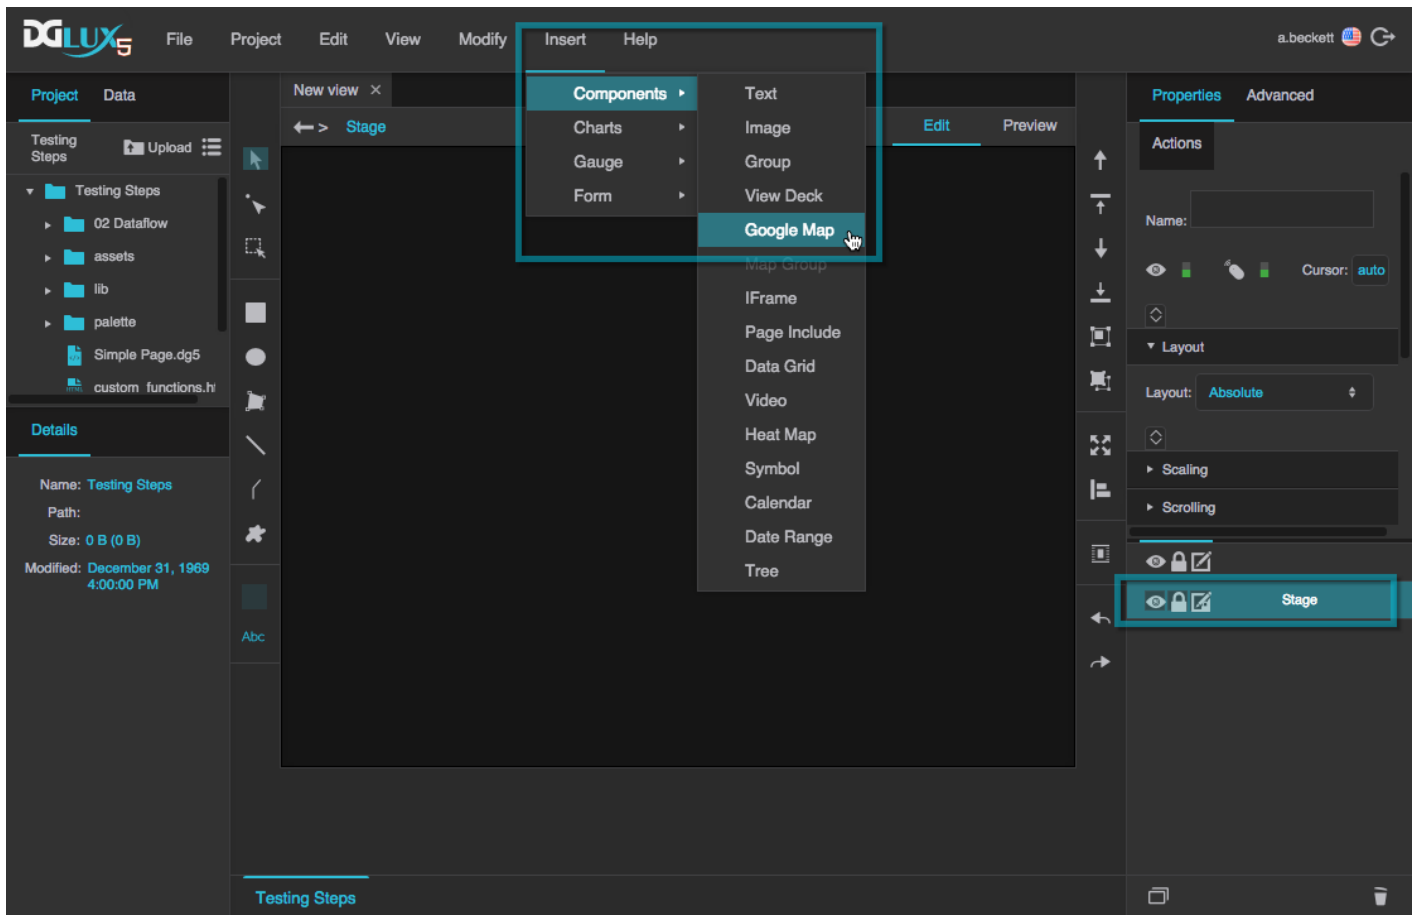 DGLUX5
File Project Edit View Modify Insert Help
a.beckett
Project Data
Testing Steps
Upload
Testing Steps
02 Dataflow
assets
lib
palette
Simple Page.dg5
custom_functions.ht
Details
Name: Testing Steps
Path:
Size: 0 B (0 B)
Modified: December 31, 1969
4:00:00 PM
Abc
New view ×
Stage
Edit Preview
Components
Charts
Gauge
Form
Text
Image
Group
View Deck
Google Map
Map Group
IFrame
Page Include
Data Grid
Video
Heat Map
Symbol
Calendar
Date Range
Tree
Properties Advanced
Actions
Name:
Cursor: auto
Layout
Layout: Absolute
Scaling
Scrolling
Stage
Testing Steps